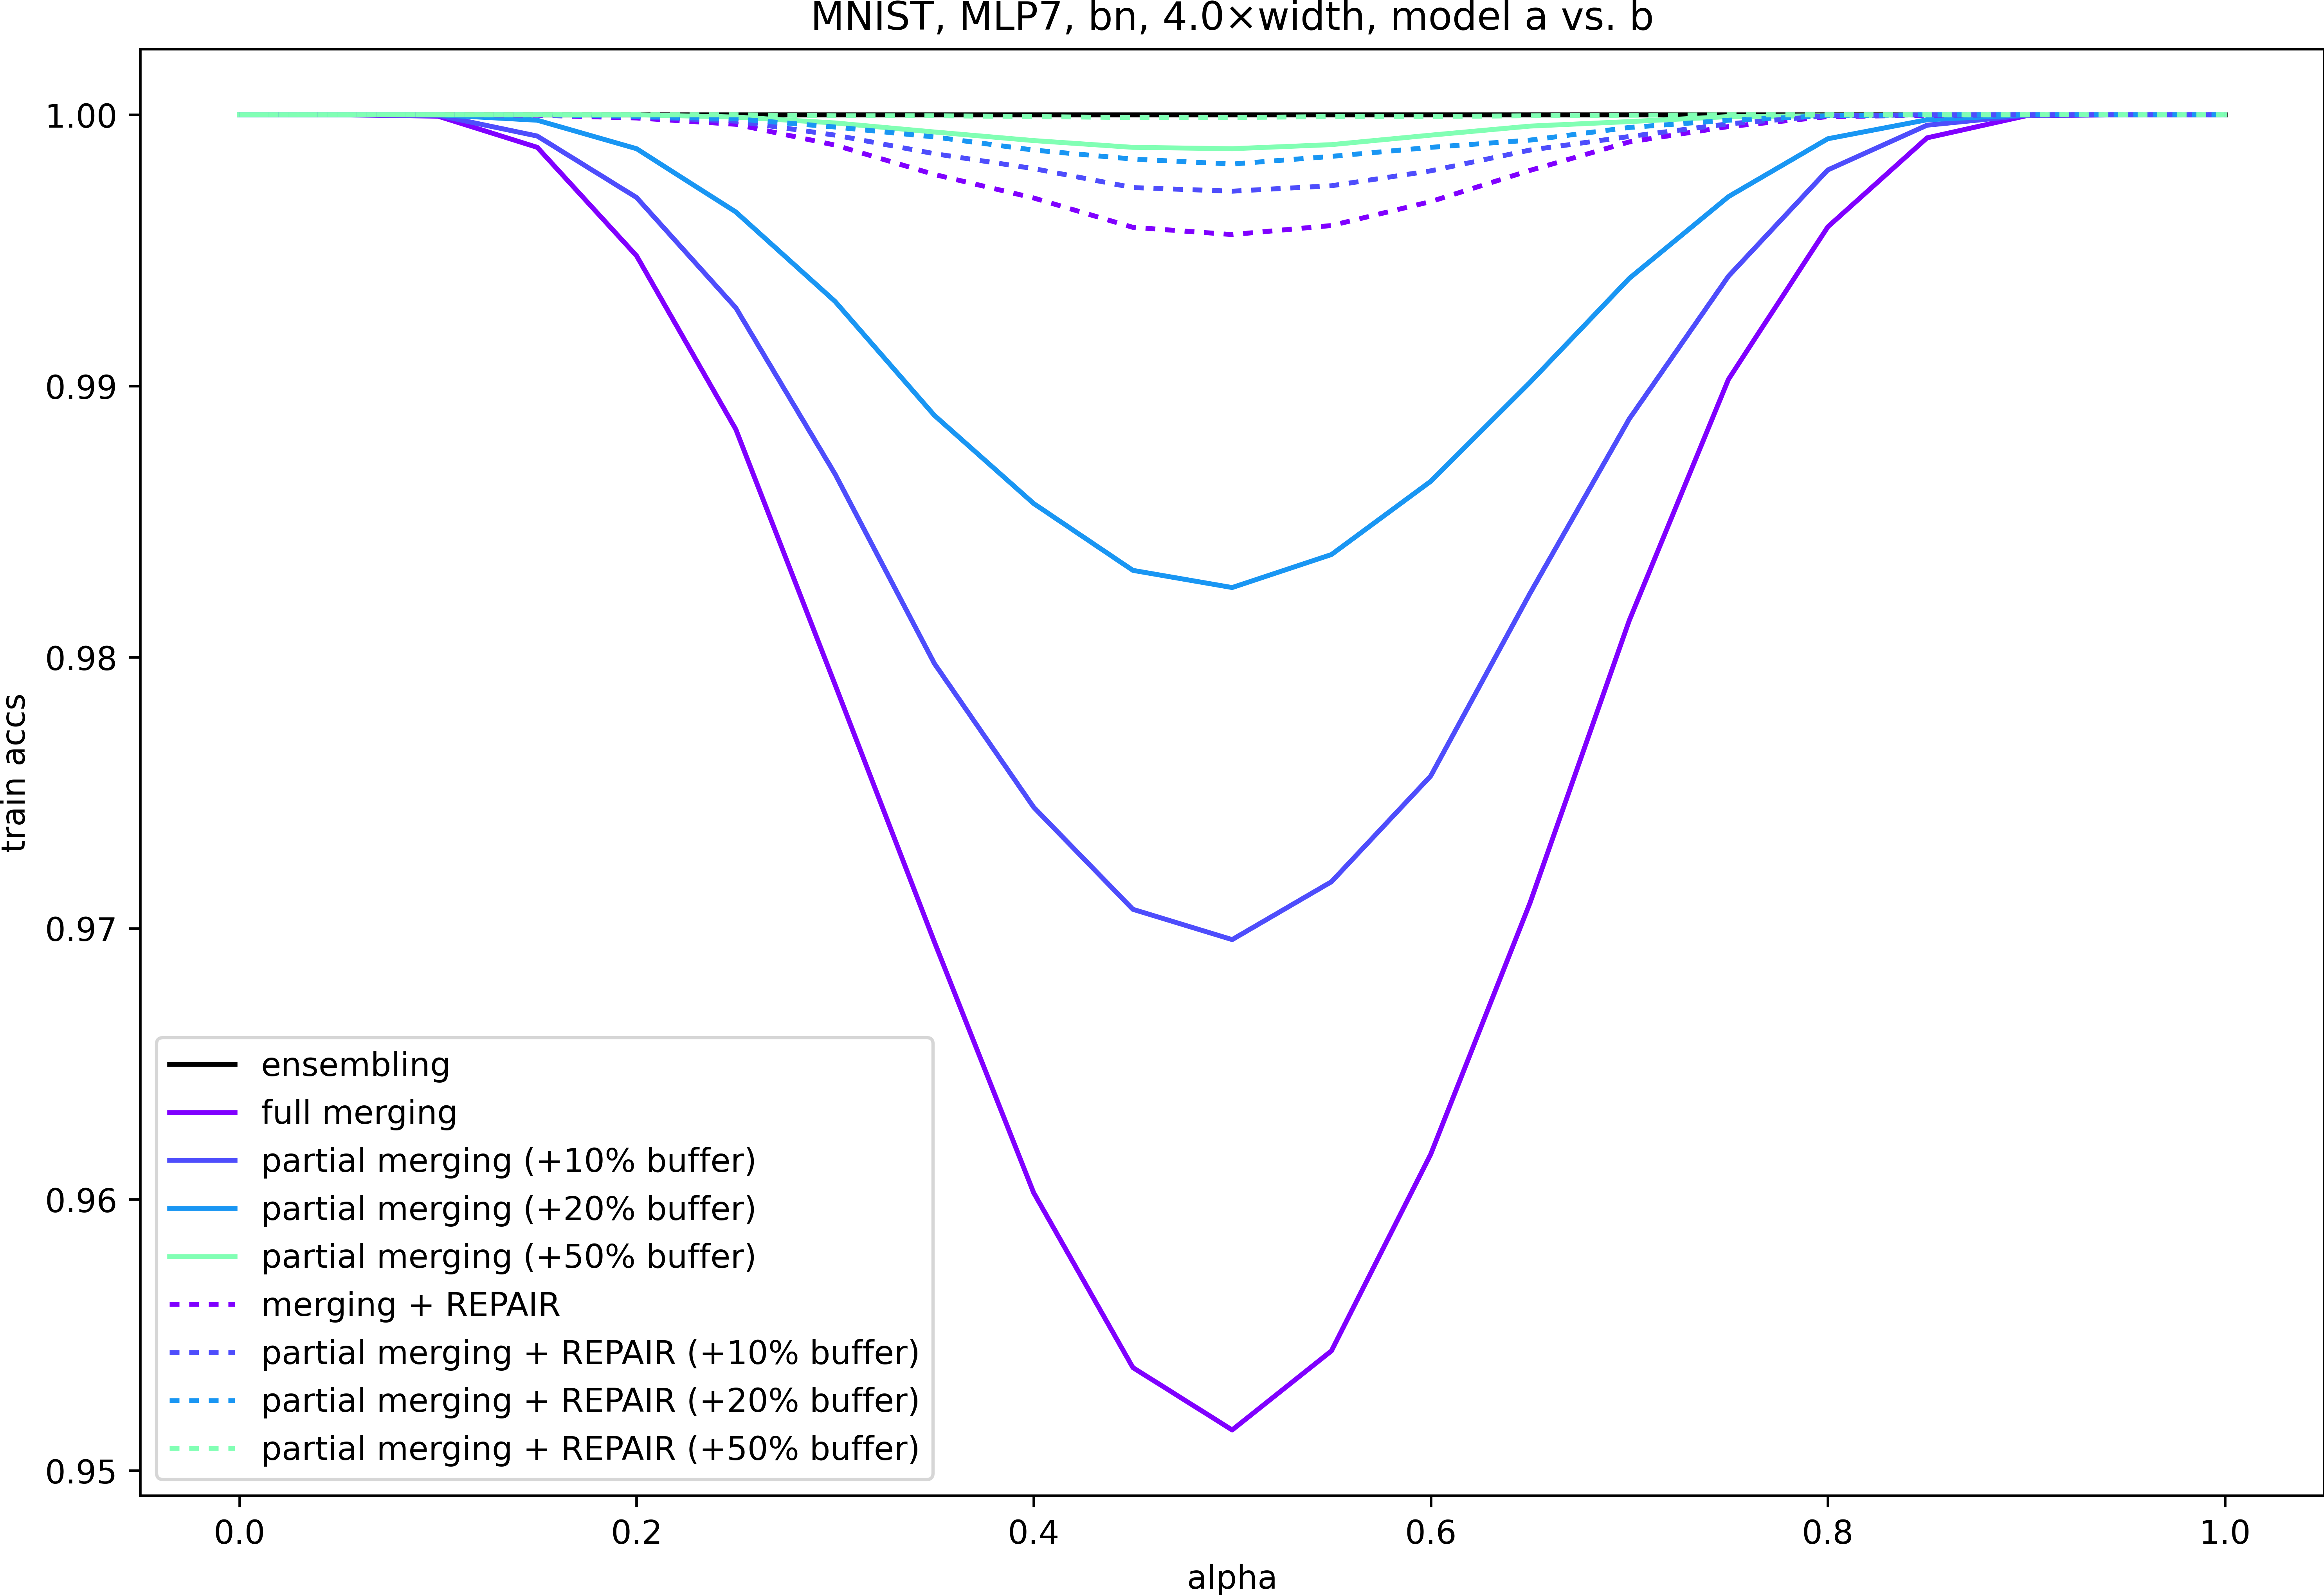 MNIST, MLP7, bn, 4.0×width, model a vs. b
1.00
0.99
0.98
0.97
0.96
0.95
train accs
ensembling
full merging
partial merging (+10% buffer)
partial merging (+20% buffer)
partial merging (+50% buffer)
merging + REPAIR
partial merging + REPAIR (+10% buffer)
partial merging + REPAIR (+20% buffer)
partial merging + REPAIR (+50% buffer)
0.0 0.2 0.4 0.6 0.8 1.0
alpha